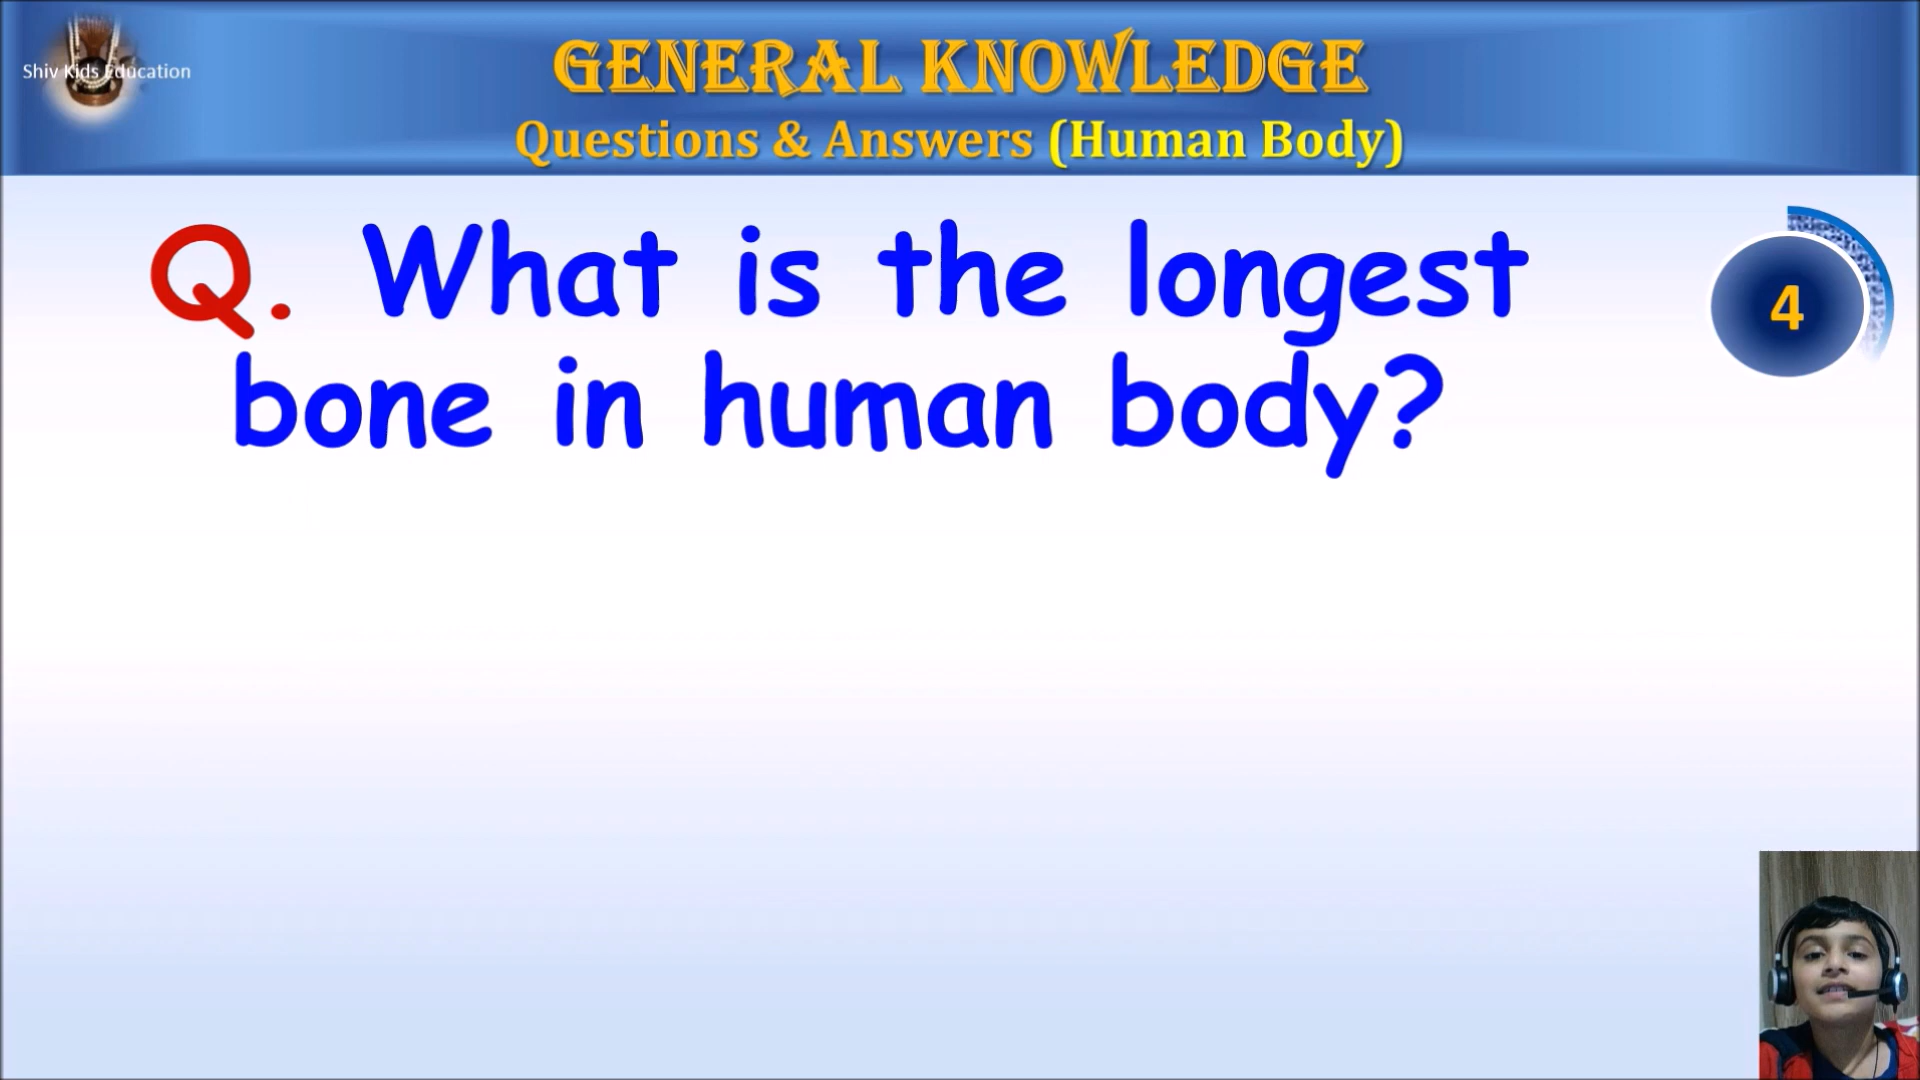 Shiv Kids Education
GENERAL KNOWLEDGE
Questions & Answers (Human Body)
Q. What is the longest
bone in human body?
4